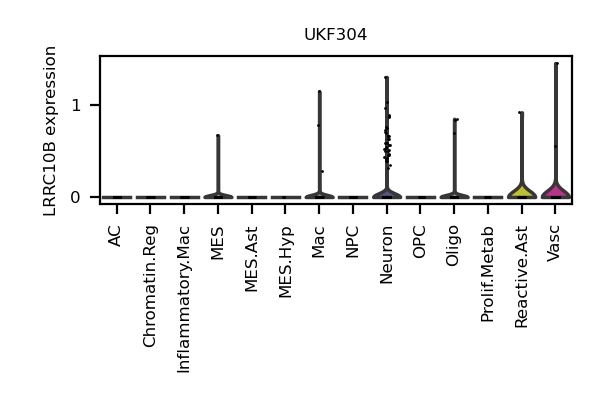 UKF304
LRRC10B expression
1
0
AC
Chromatin.Reg
Inflammatory.Mac
MES
MES.Ast
MES.Hyp
Mac
NPC
Neuron
OPC
Oligo
Prolif.Metab
Reactive.Ast
Vasc